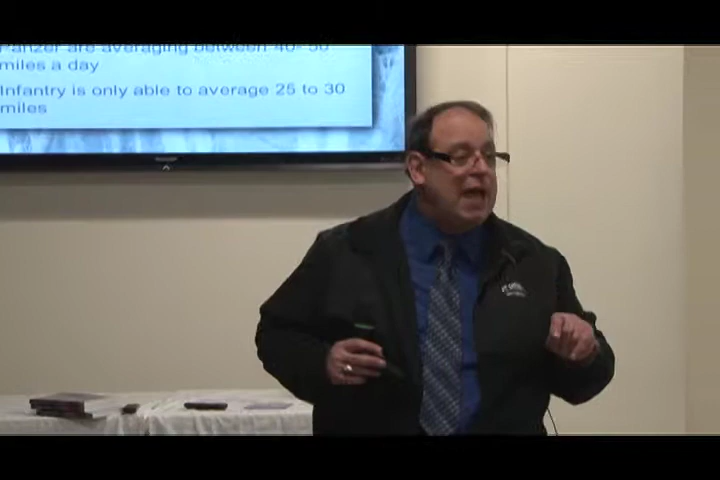 Panzer are averaging between 40- 50
miles a day
Infantry is only able to average 25 to 30
miles